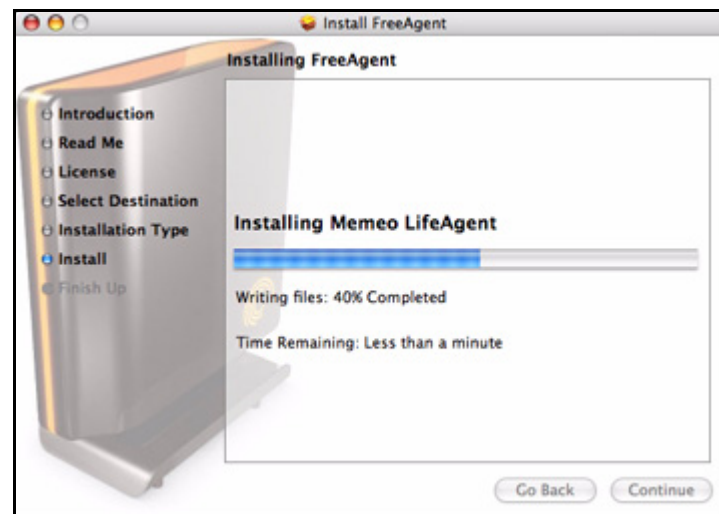 Install FreeAgent
Installing FreeAgent
Introduction
Read Me
License
Select Destination
Installation Type
Install
Finish Up
Installing Memeo LifeAgent
Writing files: 40% Completed
Time Remaining: Less than a minute
Go Back
Continue